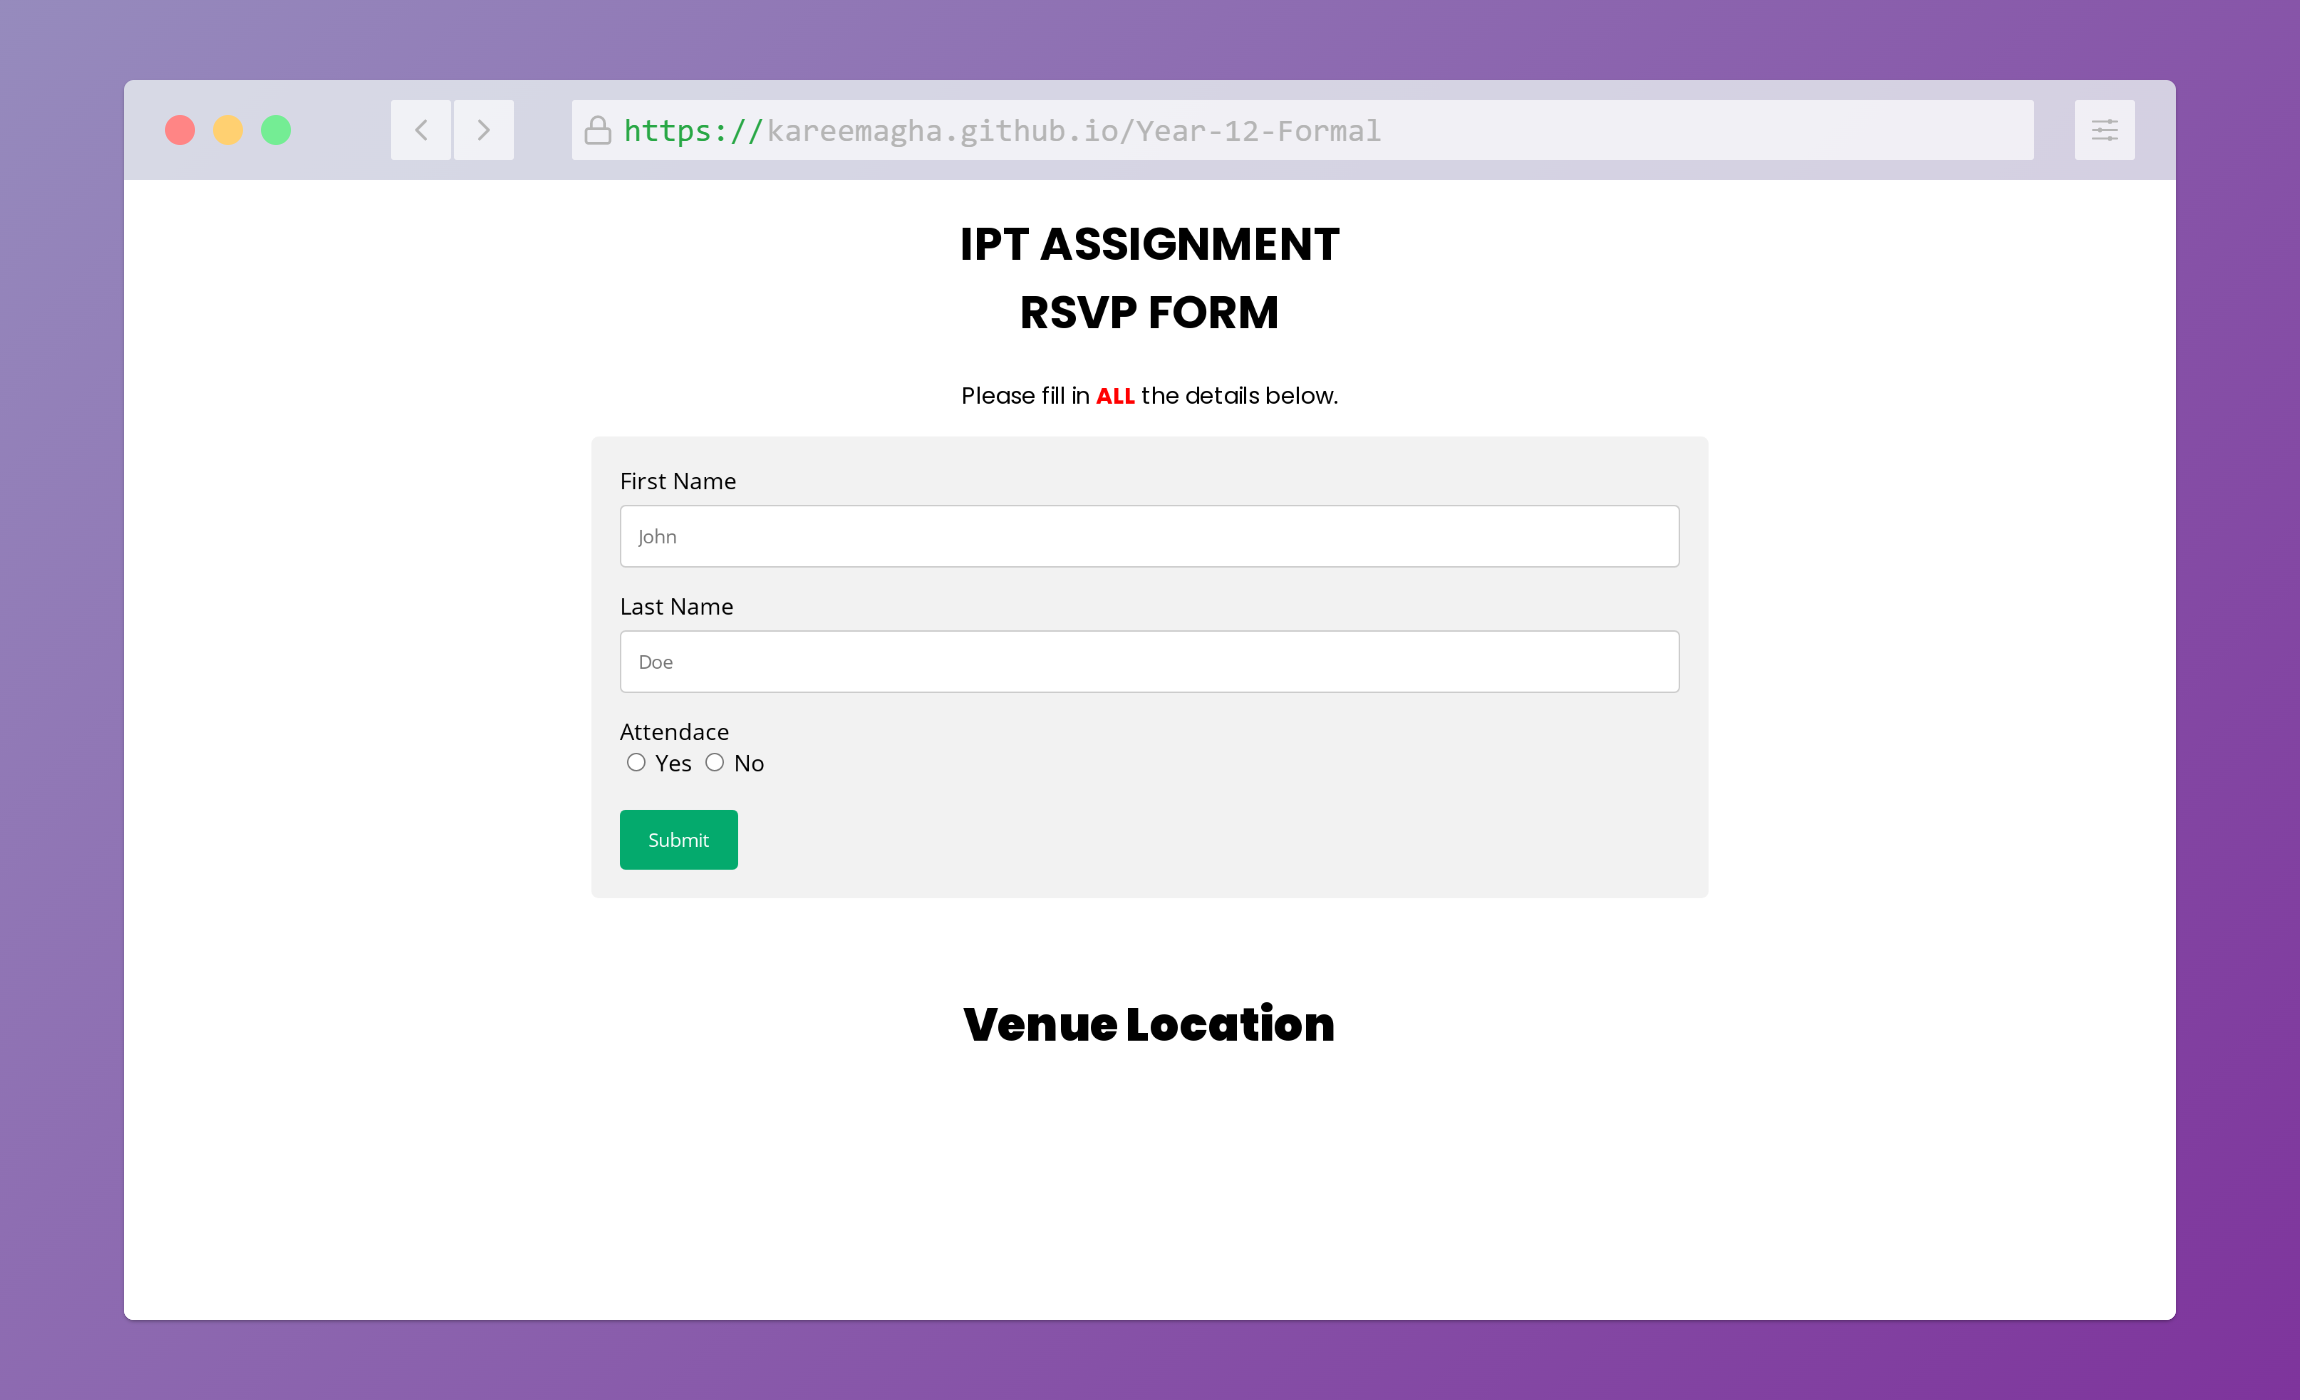 https://kareemagha.github.io/Year-12-Formal
IPT ASSIGNMENT
RSVP FORM
Please fill in ALL the details below.
First Name
John
Last Name
Doe
Attendace
Yes No
Submit
Venue Location